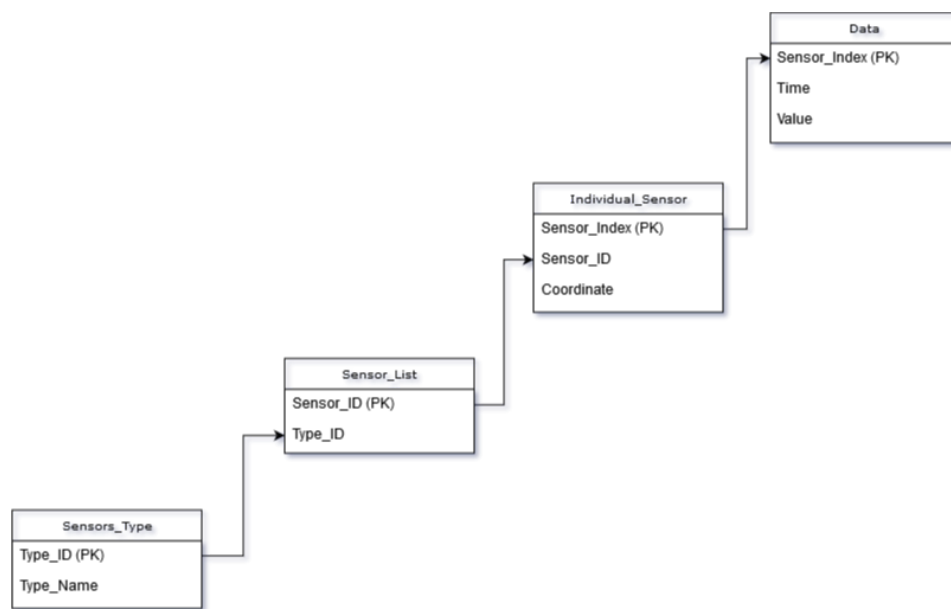 Data
Sensor_Index (PK)
Time
Value
Individual_Sensor
Sensor_Index (PK)
Sensor_ID
Coordinate
Sensor_List
Sensor_ID (PK)
Type_ID
Sensors_Type
Type_ID (PK)
Type_Name